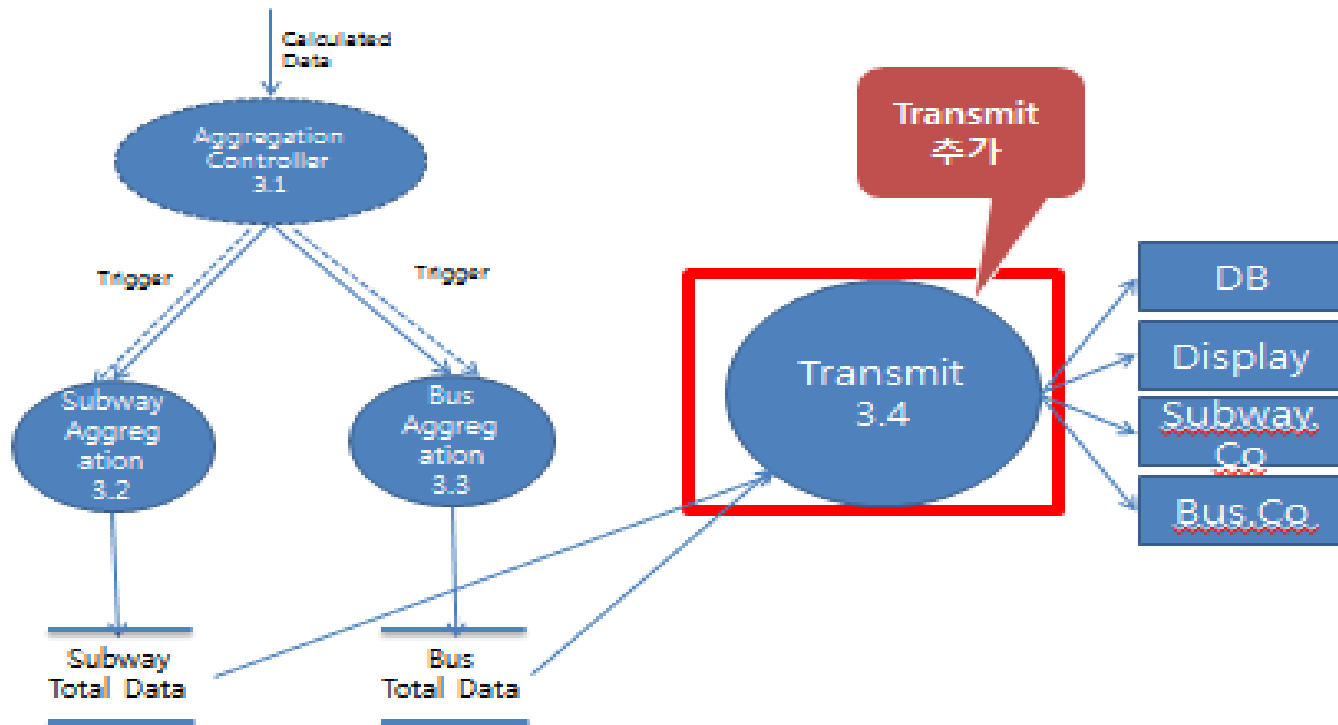 Calculated
Data
Aggregation
Controller
3.1
Trigger
Trigger
Subway
Aggreg
ation
3.2
Bus
Aggreg
ation
3.3
Subway
Total Data
Bus
Total Data
Transmit
추가
Transmit
3.4
DB
Display
Subway.
Co
Bus.Co